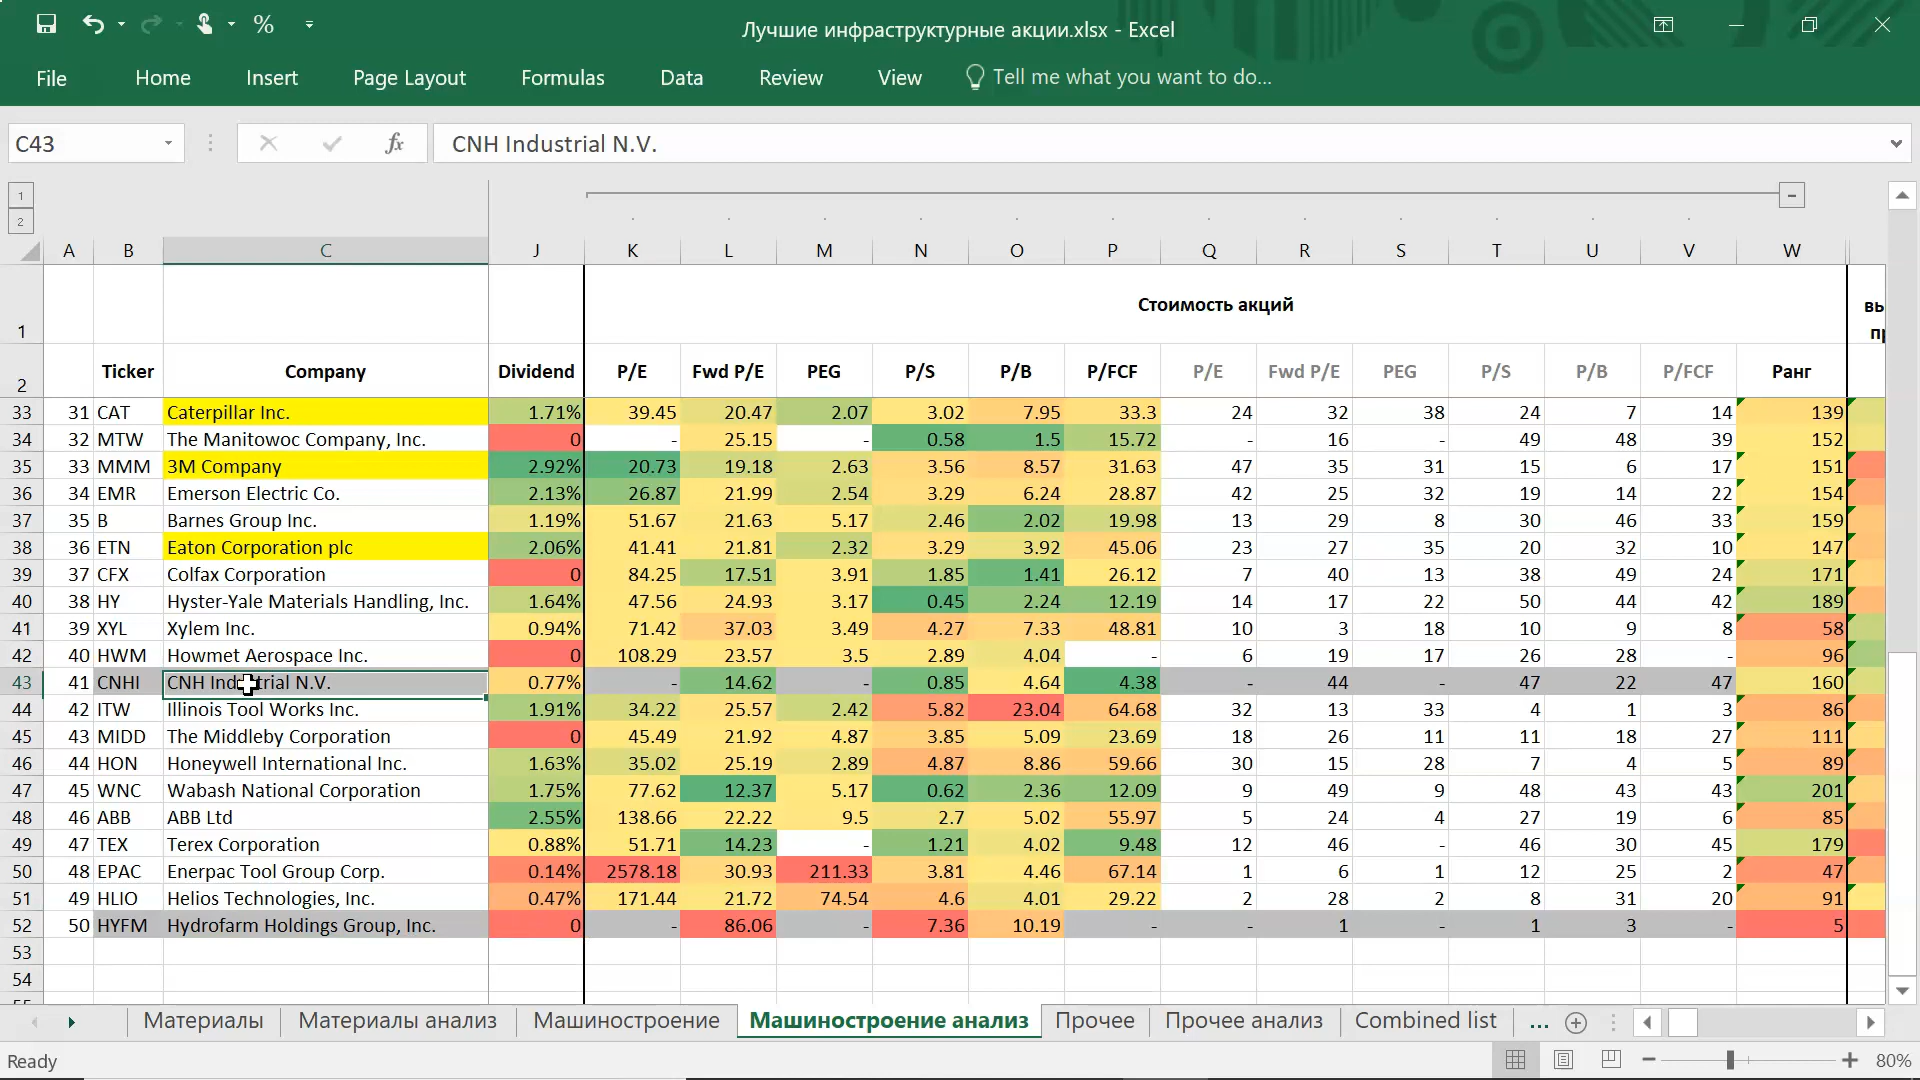 Лучшие инфраструктурные акции.xlsx - Excel
File Home Insert Page Layout Formulas Data Review View Tell me what you want to do...
C43 fx CNH Industrial N.V.
1
2
A B C J K L M N O P Q R S T U V W
1 Стоимость акций
2 Ticker Company Dividend P/E Fwd P/E PEG P/S P/B P/FCF P/E Fwd P/E PEG P/S P/B P/FCF Ранг
33 31 CAT Caterpillar Inc. 1.71% 39.45 20.47 2.07 3.02 7.95 33.3 24 32 38 24 7 14 139
34 32 MTW The Manitowoc Company, Inc. 0 - 25.15 - 0.58 1.5 15.72 - 16 - 49 48 39 152
35 33 MMM 3M Company 2.92% 20.73 19.18 2.63 3.56 8.57 31.63 47 35 31 15 6 17 151
36 34 EMR Emerson Electric Co. 2.13% 26.87 21.99 2.54 3.29 6.24 28.87 42 25 32 19 14 22 154
37 35 B Barnes Group Inc. 1.19% 51.67 21.63 5.17 2.46 2.02 19.98 13 29 8 30 46 33 159
38 36 ETN Eaton Corporation plc 2.06% 41.41 21.81 2.32 3.29 3.92 45.06 23 27 35 20 32 10 147
39 37 CFX Colfax Corporation 0 84.25 17.51 3.91 1.85 1.41 26.12 7 40 13 38 49 24 171
40 38 HY Hyster-Yale Materials Handling, Inc. 1.64% 47.56 24.93 3.17 0.45 2.24 12.19 14 17 22 50 44 42 189
41 39 XYL Xylem Inc. 0.94% 71.42 37.03 3.49 4.27 7.33 48.81 10 3 18 10 9 8 58
42 40 HWM Howmet Aerospace Inc. 0 108.29 23.57 3.5 2.89 4.04 - 6 19 17 26 28 - 96
43 41 CNHI CNH Industrial N.V. 0.77% - 14.62 - 0.85 4.64 4.38 - 44 - 47 22 47 160
44 42 ITW Illinois Tool Works Inc. 1.91% 34.22 25.57 2.42 5.82 23.04 64.68 32 13 33 4 1 3 86
45 43 MIDD The Middleby Corporation 0 45.49 21.92 4.87 3.85 5.09 23.69 18 26 11 11 18 27 111
46 44 HON Honeywell International Inc. 1.63% 35.02 25.19 2.89 4.87 8.86 59.66 30 15 28 7 4 5 89
47 45 WNC Wabash National Corporation 1.75% 77.62 12.37 5.17 0.62 2.36 12.09 9 49 9 48 43 43 201
48 46 ABB ABB Ltd 2.55% 138.66 22.22 9.5 2.7 5.02 55.97 5 24 4 27 19 6 85
49 47 TEX Terex Corporation 0.88% 51.71 14.23 - 1.21 4.02 9.48 12 46 - 46 30 45 179
50 48 EPAC Enerpac Tool Group Corp. 0.14% 2578.18 30.93 211.33 3.81 4.46 67.14 1 6 1 12 25 2 47
51 49 HLIO Helios Technologies, Inc. 0.47% 171.44 21.72 74.54 4.6 4.01 29.22 2 28 2 8 31 20 91
52 50 HYFM Hydrofarm Holdings Group, Inc. 0 - 86.06 - 7.36 10.19 - - 1 - 1 3 - 5
53
54
Материалы Материалы анализ Машиностроение Машиностроение анализ Прочее Прочее анализ Combined list ...
Ready 80%